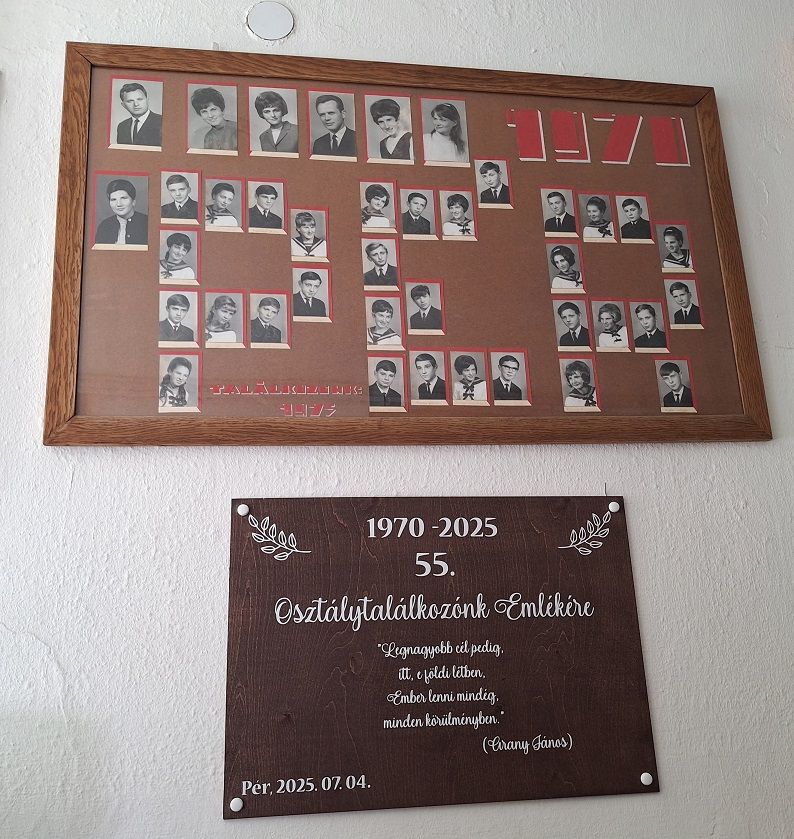 1970
TALÁLKOZUNK:
1975
1970 -2025
55.
Osztálytalálkozónk Emlékére
"Legnagyobb cél pedig,
itt, e földi létben,
Ember lenni mindég,
minden körülményben."
(Arany János)
Pér, 2025. 07. 04.